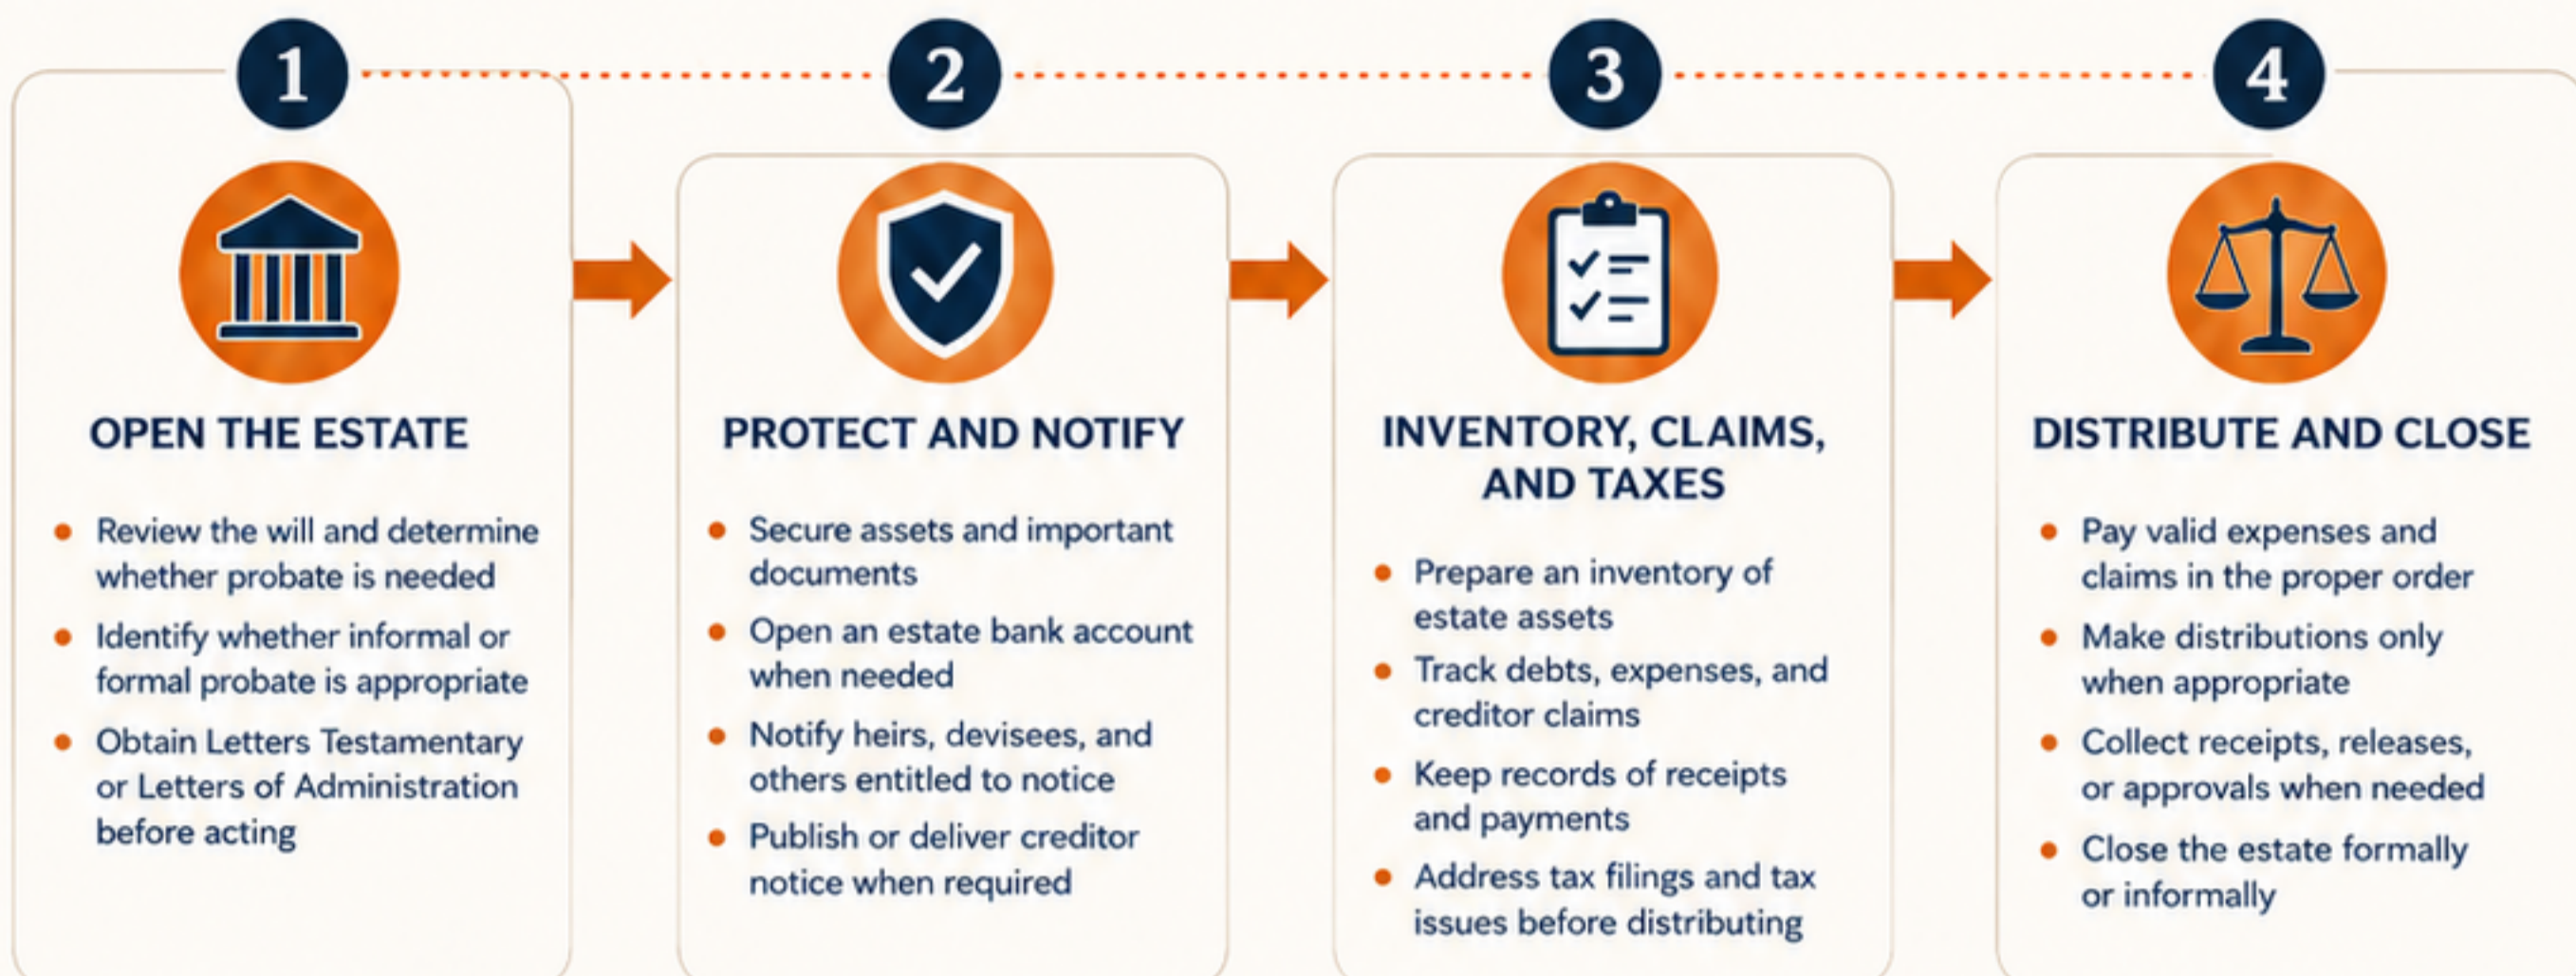 1
OPEN THE ESTATE
Review the will and determine
whether probate is needed
Identify whether informal or
formal probate is appropriate
Obtain Letters Testamentary
or Letters of Administration
before acting
2
PROTECT AND NOTIFY
Secure assets and important
documents
Open an estate bank account
when needed
Notify heirs, devisees, and
others entitled to notice
Publish or deliver creditor
notice when required
3
INVENTORY, CLAIMS,
AND TAXES
Prepare an inventory of
estate assets
Track debts, expenses, and
creditor claims
Keep records of receipts
and payments
Address tax filings and tax
issues before distributing
4
DISTRIBUTE AND CLOSE
Pay valid expenses and
claims in the proper order
Make distributions only
when appropriate
Collect receipts, releases,
or approvals when needed
Close the estate formally
or informally